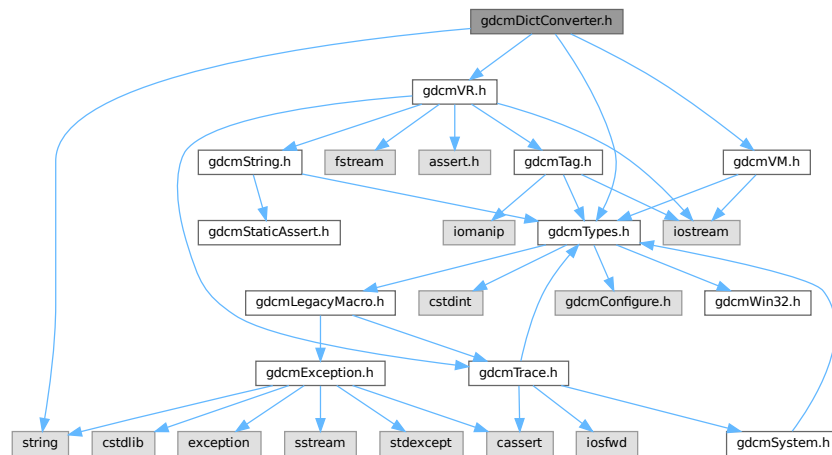 gdcmDictConverter.h
gdcmVR.h
gdcmString.h
fstream
assert.h
gdcmTag.h
gdcmVM.h
gdcmStaticAssert.h
iomanip
gdcmTypes.h
iostream
gdcmLegacyMacro.h
cstdint
gdcmConfigure.h
gdcmWin32.h
gdcmException.h
gdcmTrace.h
string
cstdlib
exception
sstream
stdexcept
cassert
iosfwd
gdcmSystem.h